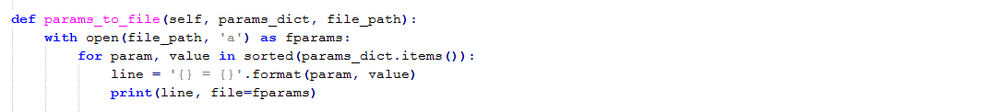 def params_to_file(self, params_dict, file_path):
    with open(file_path, 'a') as fparams:
        for param, value in sorted(params_dict.items()):
            line = '{} = {}'.format(param, value)
            print(line, file=fparams)